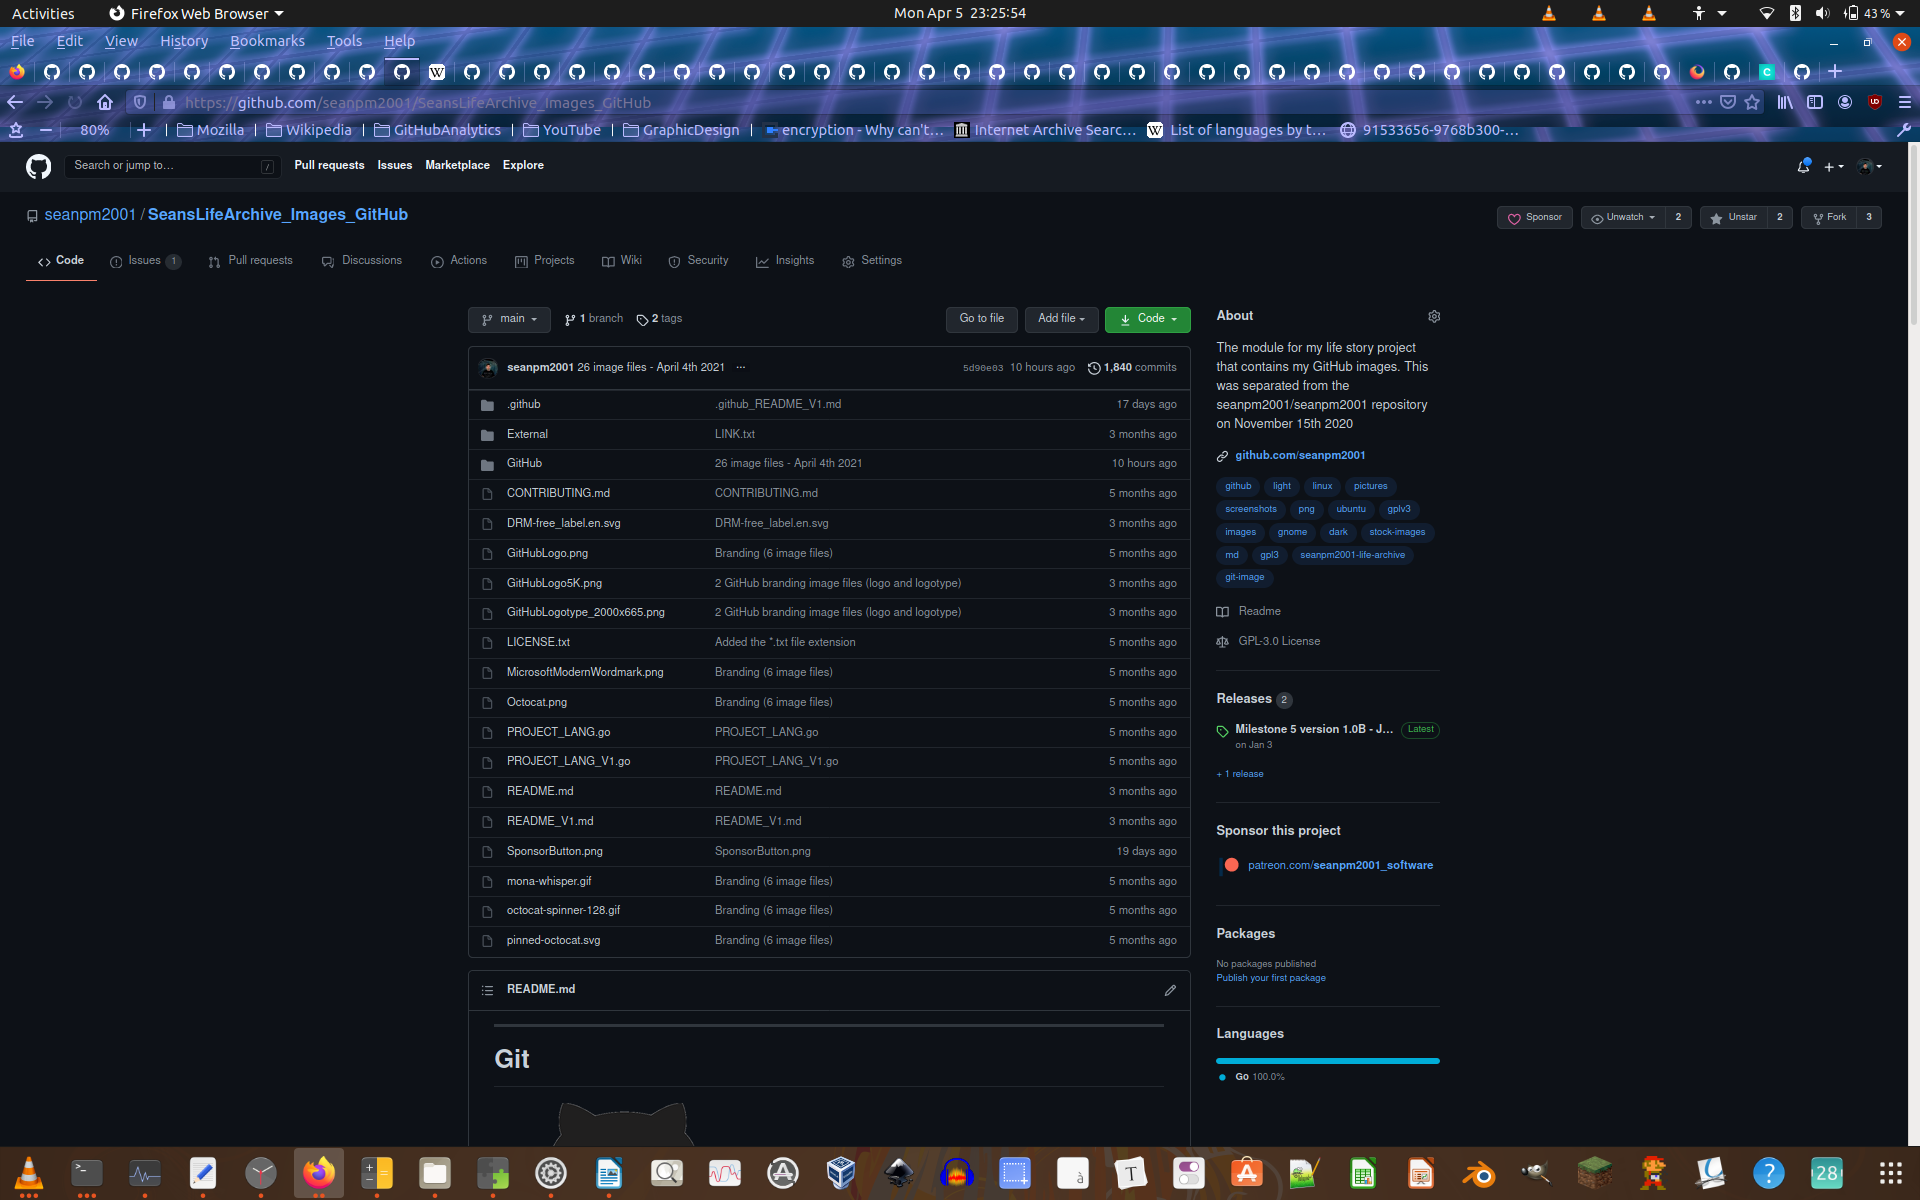 Activities Firefox Web Browser Mon Apr 5 23:25:54 43 %
File Edit View History Bookmarks Tools Help
https://github.com/seanpm2001/SeansLifeArchive_Images_GitHub
80% Mozilla Wikipedia GitHubAnalytics YouTube GraphicDesign encryption - Why can't... Internet Archive Searc... List of languages by t... 91533656-9768b300-...
Search or jump to... / Pull requests Issues Marketplace Explore
seanpm2001 / SeansLifeArchive_Images_GitHub Sponsor Unwatch 2 Unstar 2 Fork 3
Code Issues 1 Pull requests Discussions Actions Projects Wiki Security Insights Settings
main 1 branch 2 tags Go to file Add file Code
seanpm2001 26 image files - April 4th 2021 ... 5d90e03 10 hours ago 1,840 commits
.github .github_README_V1.md 17 days ago
External LINK.txt 3 months ago
GitHub 26 image files - April 4th 2021 10 hours ago
CONTRIBUTING.md CONTRIBUTING.md 5 months ago
DRM-free_label.en.svg DRM-free_label.en.svg 3 months ago
GitHubLogo.png Branding (6 image files) 5 months ago
GitHubLogo5K.png 2 GitHub branding image files (logo and logotype) 3 months ago
GitHubLogotype_2000x665.png 2 GitHub branding image files (logo and logotype) 3 months ago
LICENSE.txt Added the *.txt file extension 5 months ago
MicrosoftModernWordmark.png Branding (6 image files) 5 months ago
Octocat.png Branding (6 image files) 5 months ago
PROJECT_LANG.go PROJECT_LANG.go 5 months ago
PROJECT_LANG_V1.go PROJECT_LANG_V1.go 5 months ago
README.md README.md 3 months ago
README_V1.md README_V1.md 3 months ago
SponsorButton.png SponsorButton.png 19 days ago
mona-whisper.gif Branding (6 image files) 5 months ago
octocat-spinner-128.gif Branding (6 image files) 5 months ago
pinned-octocat.svg Branding (6 image files) 5 months ago
README.md
Git
About
The module for my life story project
that contains my GitHub images. This
was separated from the
seanpm2001/seanpm2001 repository
on November 15th 2020
github.com/seanpm2001
github light linux pictures
screenshots png ubuntu gplv3
images gnome dark stock-images
md gpl3 seanpm2001-life-archive
git-image
Readme
GPL-3.0 License
Releases 2
Milestone 5 version 1.0B - J... Latest
on Jan 3
+ 1 release
Sponsor this project
patreon.com/seanpm2001_software
Packages
No packages published
Publish your first package
Languages
Go 100.0%
28